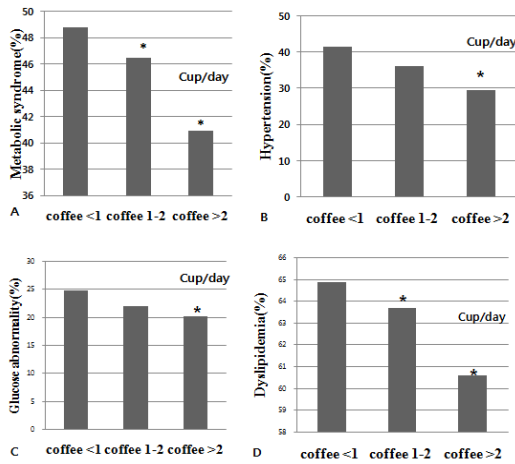 50
48
46
44
42
40
38
36
Metabolic syndrome(%)
*
Cup/day
*
A
coffee <1 coffee 1-2 coffee >2
50
40
30
20
10
0
Hypertension(%)
Cup/day
*
B
coffee <1 coffee 1-2 coffee >2
30
25
20
15
10
5
0
Glucose abnormality(%)
Cup/day
*
C
coffee <1 coffee 1-2 coffee >2
66
65
64
63
62
61
60
59
58
Dyslipidemia(%)
*
Cup/day
*
D
coffee <1 coffee 1-2 coffee >2